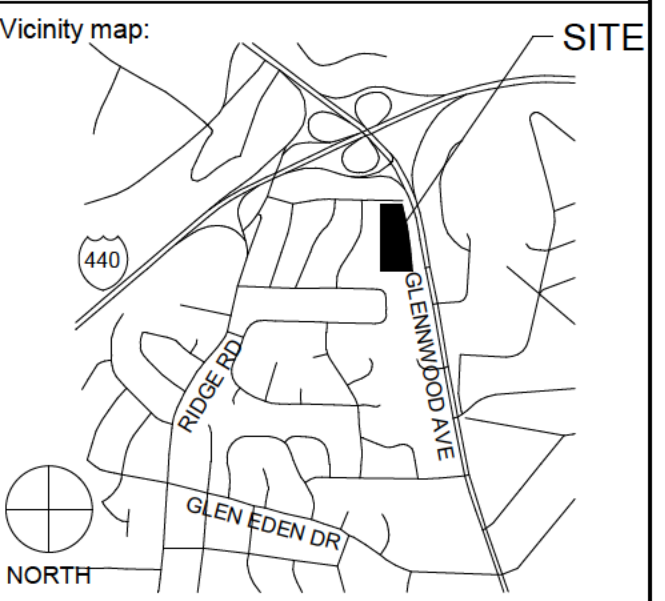 Vicinity map:
SITE
440
GLENNWOOD AVE
RIDGE RD
GLEN EDEN DR
NORTH